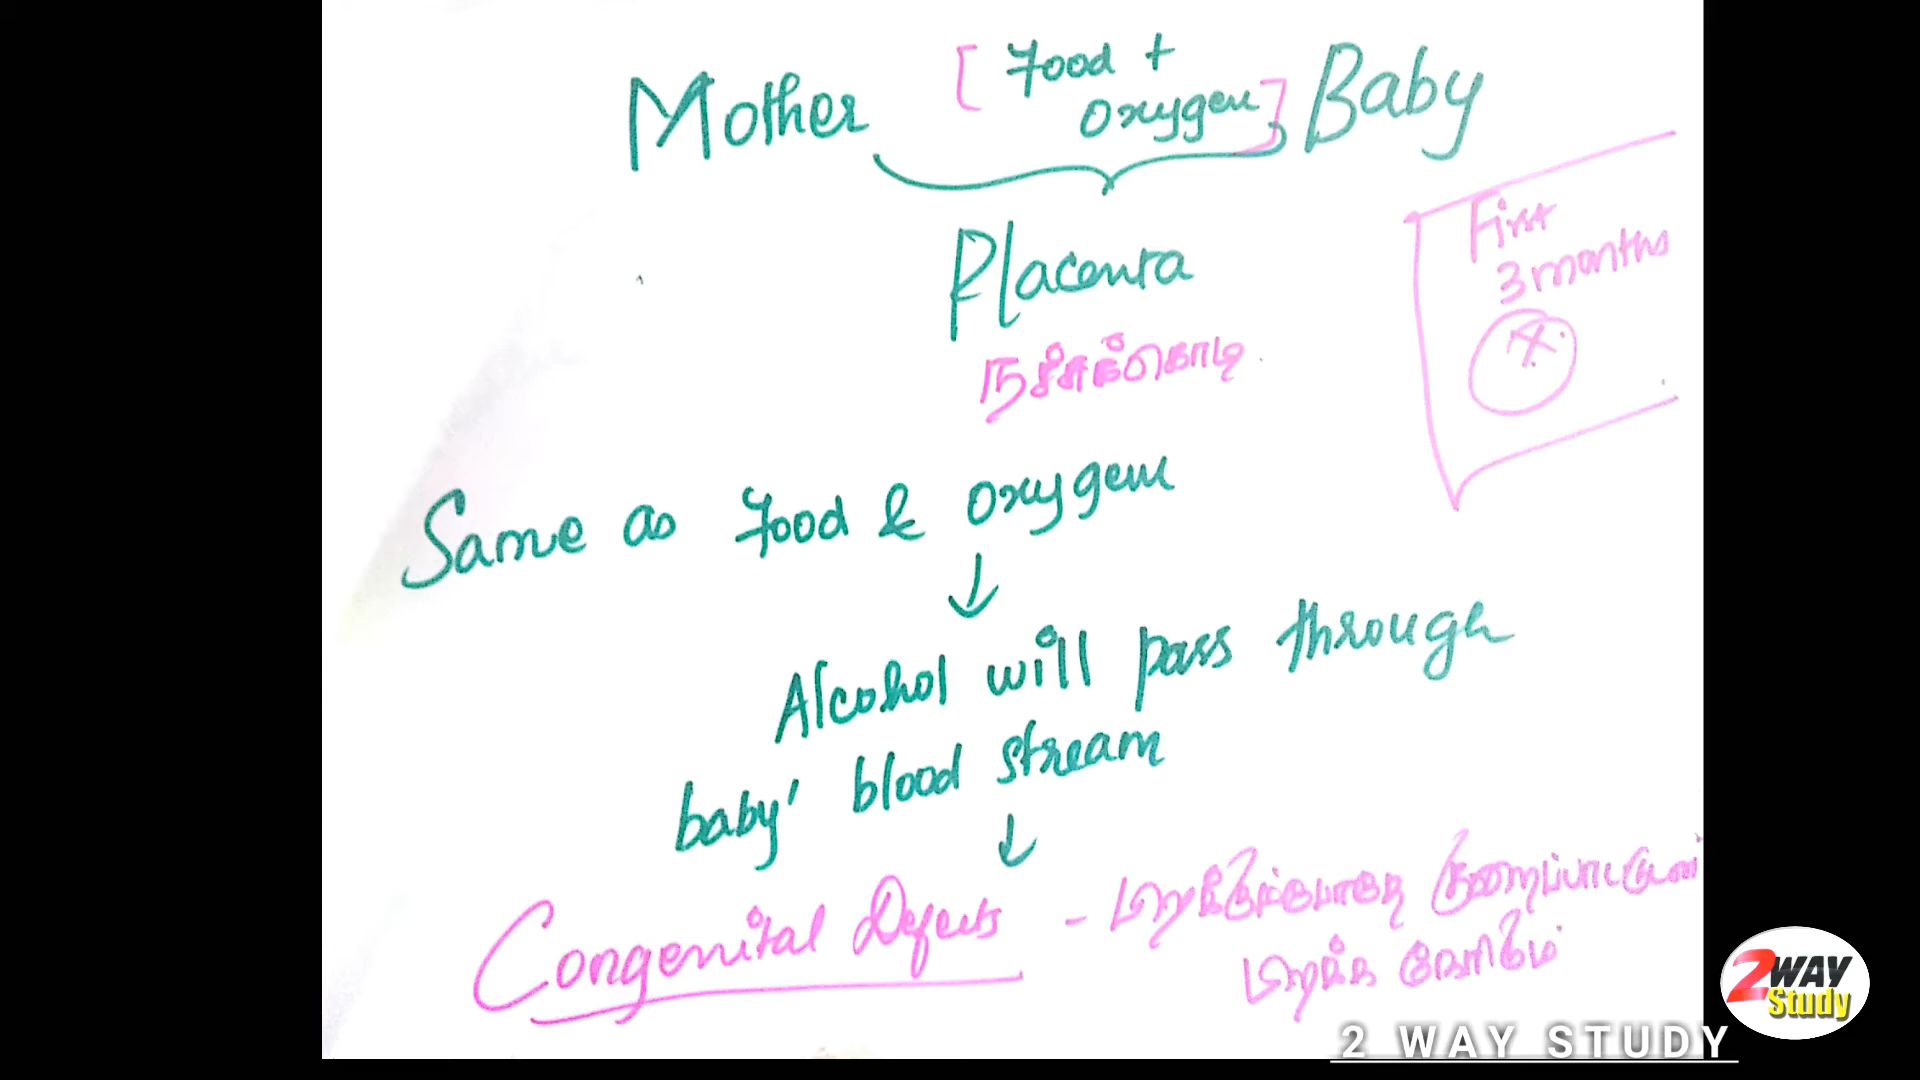 Mother [Food + Baby
Oxygen]
Placenta
நச்சுக்கொடி
First
3 months
X
Same as Food & Oxygen
↓
Alcohol will pass through
baby' blood stream
↓
Congenital Defects - குறைபாட்டுடன்
பிறக்க நேரிடும்
2WAY
Study
2 WAY STUDY